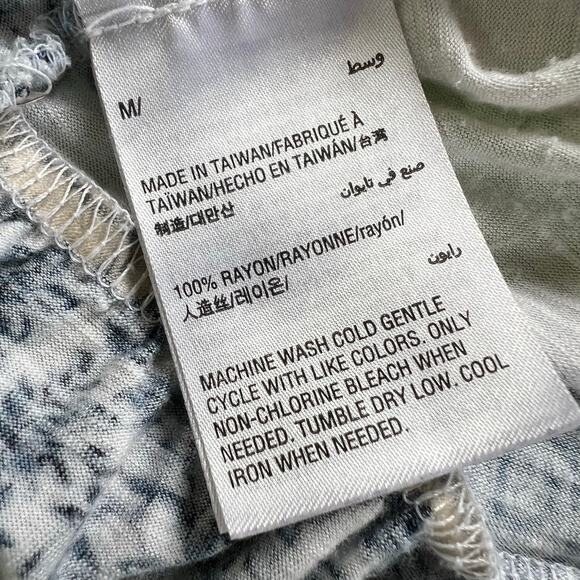 M/ وسط
MADE IN TAIWAN/FABRIQUÉ À
TAÏWAN/HECHO EN TAIWÁN/台湾
制造/대만산 صنع في تايوان
100% RAYON/RAYONNE/rayón/
人造丝/레이온/ رايون
MACHINE WASH COLD GENTLE
CYCLE WITH LIKE COLORS. ONLY
NON-CHLORINE BLEACH WHEN
NEEDED. TUMBLE DRY LOW. COOL
IRON WHEN NEEDED.